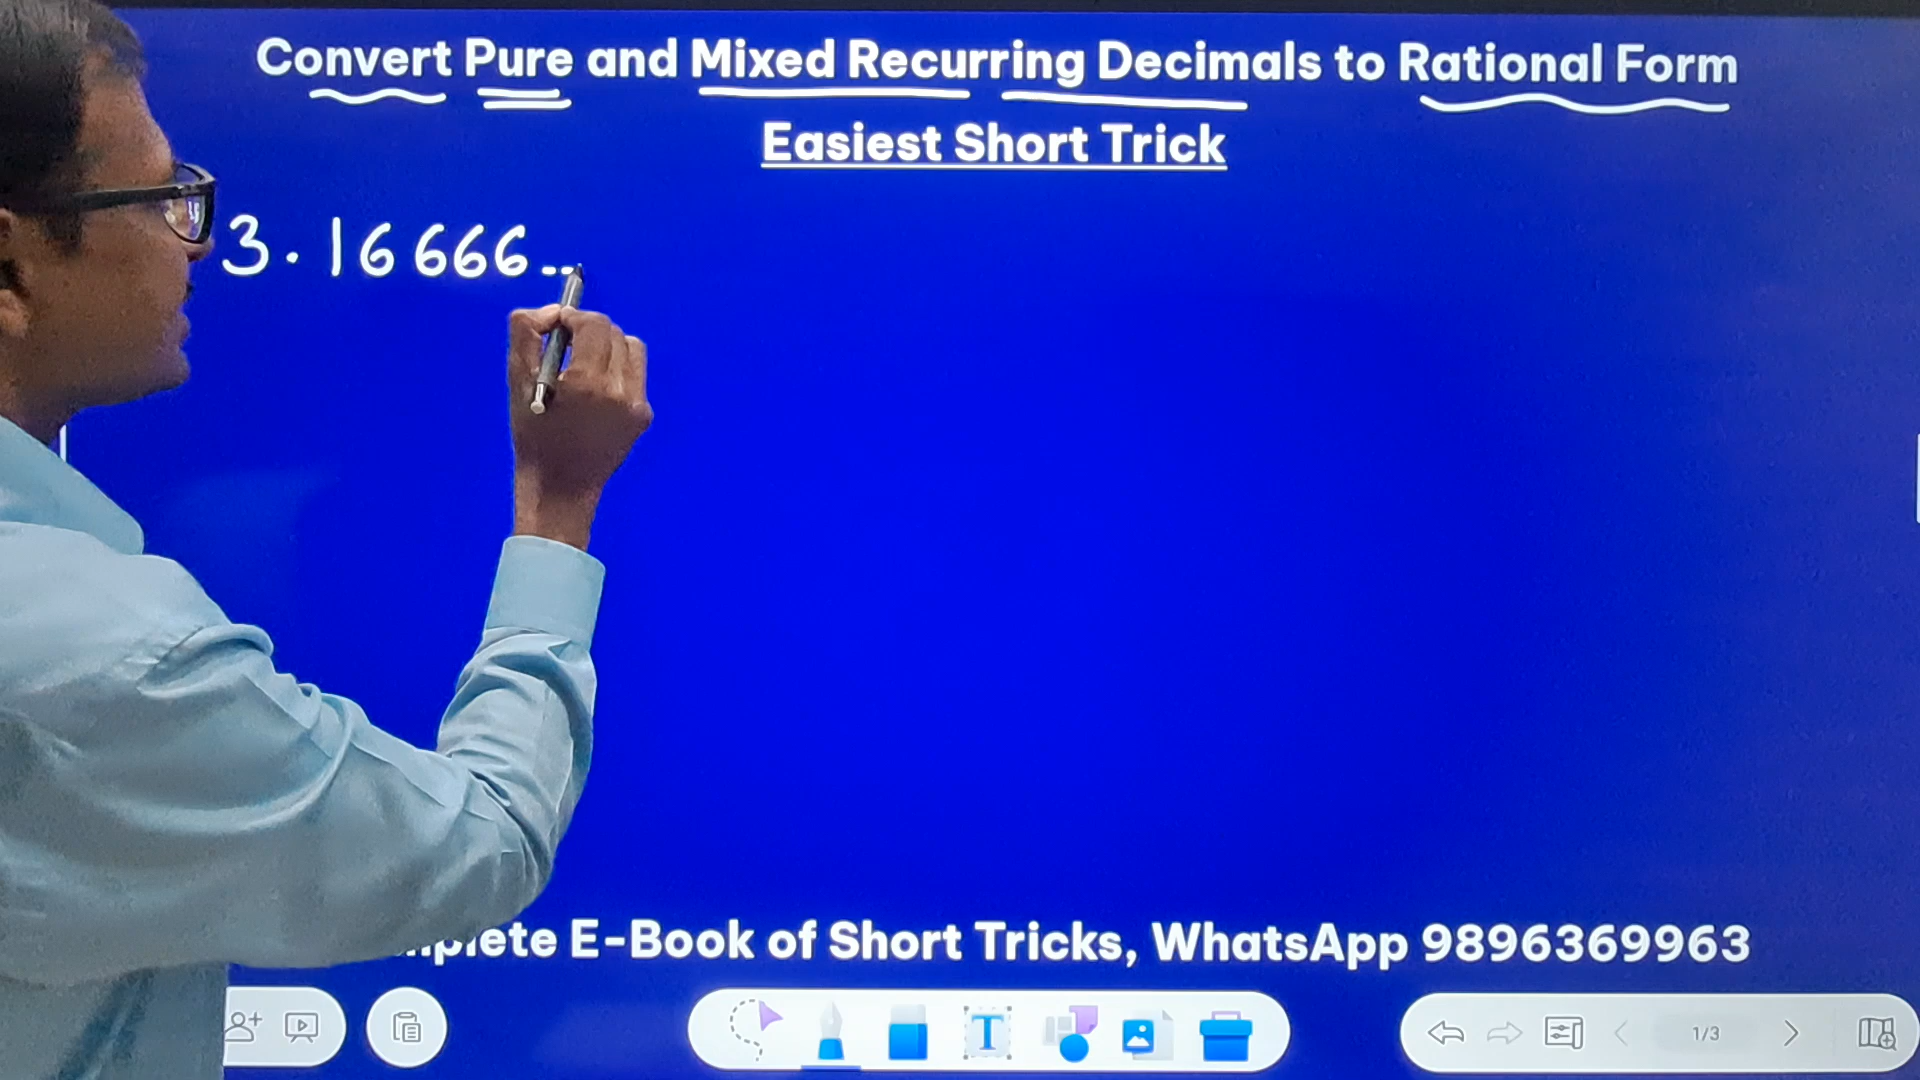 Convert Pure and Mixed Recurring Decimals to Rational Form
Easiest Short Trick
3.16666...
E-Book of Short Tricks, WhatsApp 9896369963
T
1/3